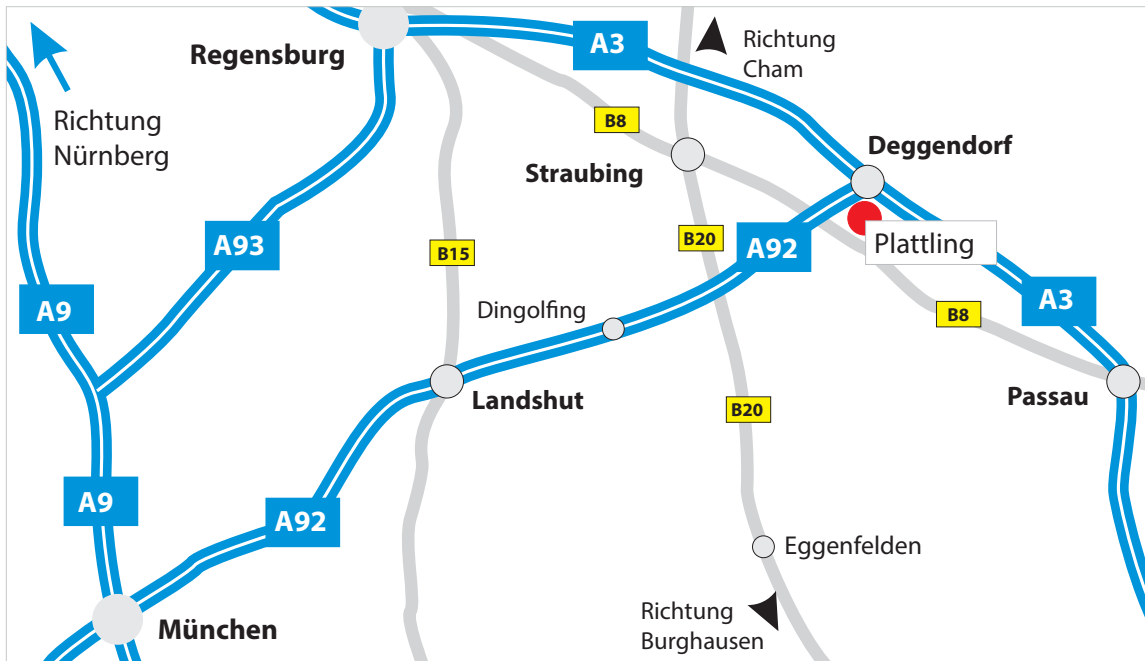 Regensburg
A3
Richtung
Cham
Richtung
Nürnberg
B8
Deggendorf
Straubing
A93
B15
B20
A92
Plattling
A9
Dingolfing
A3
B8
Landshut
B20
Passau
A9
A92
Eggenfelden
München
Richtung
Burghausen